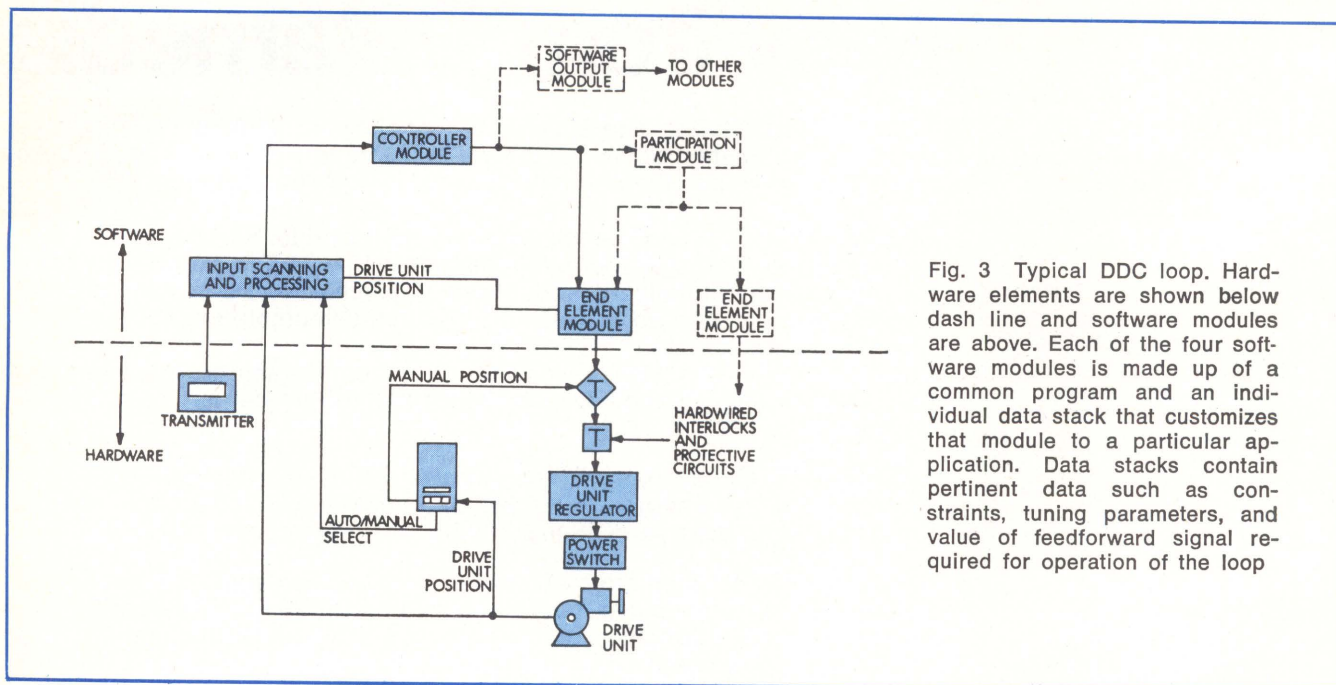 SOFTWARE
OUTPUT
MODULE
TO OTHER
MODULES
CONTROLLER
MODULE
PARTICIPATION
MODULE
SOFTWARE
INPUT SCANNING
AND PROCESSING
DRIVE UNIT
POSITION
END
ELEMENT
MODULE
END
ELEMENT
MODULE
MANUAL POSITION
T
TRANSMITTER
HARDWARE
HARDWIRED
INTERLOCKS
AND
PROTECTIVE
CIRCUITS
T
DRIVE
UNIT
REGULATOR
AUTO/MANUAL
SELECT
POWER
SWITCH
DRIVE
UNIT
POSITION
DRIVE
UNIT
Fig. 3 Typical DDC loop. Hard-
ware elements are shown below
dash line and software modules
are above. Each of the four soft-
ware modules is made up of a
common program and an indi-
vidual data stack that customizes
that module to a particular ap-
plication. Data stacks contain
pertinent data such as con-
straints, tuning parameters, and
value of feedforward signal re-
quired for operation of the loop